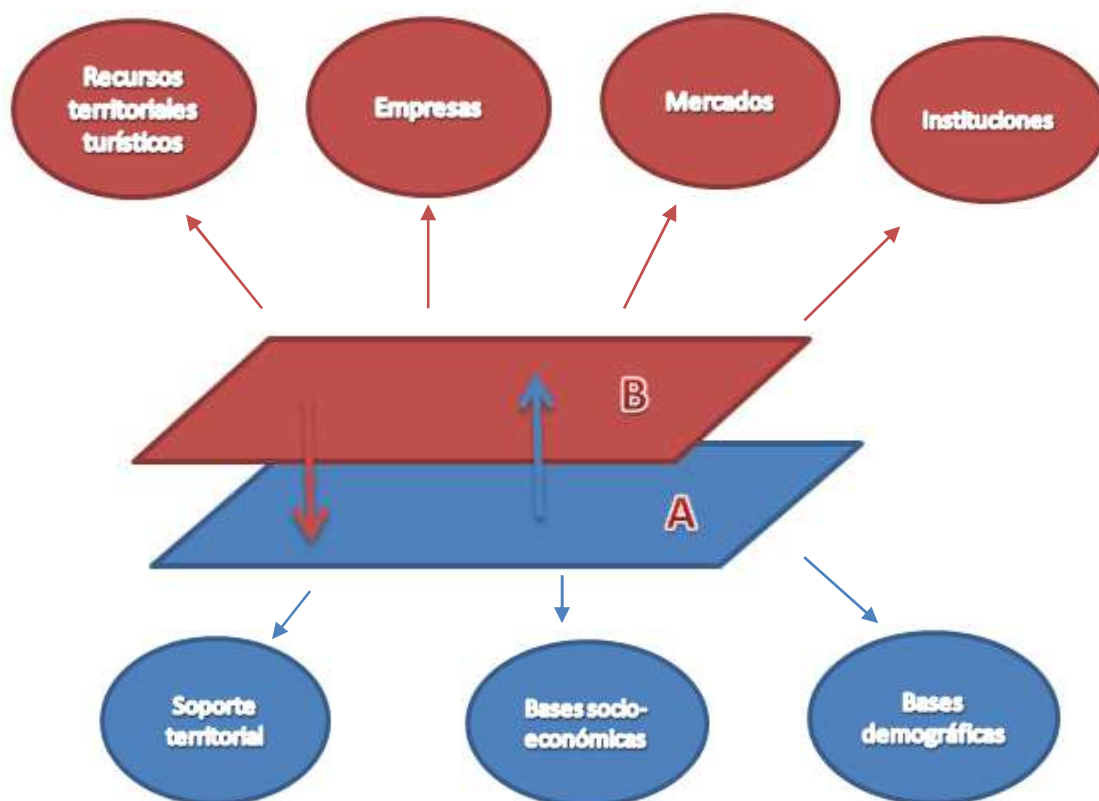 Recursos
territoriales
turísticos
Empresas
Mercados
Instituciones
B
A
Soporte
territorial
Bases socio-
económicas
Bases
demográficas